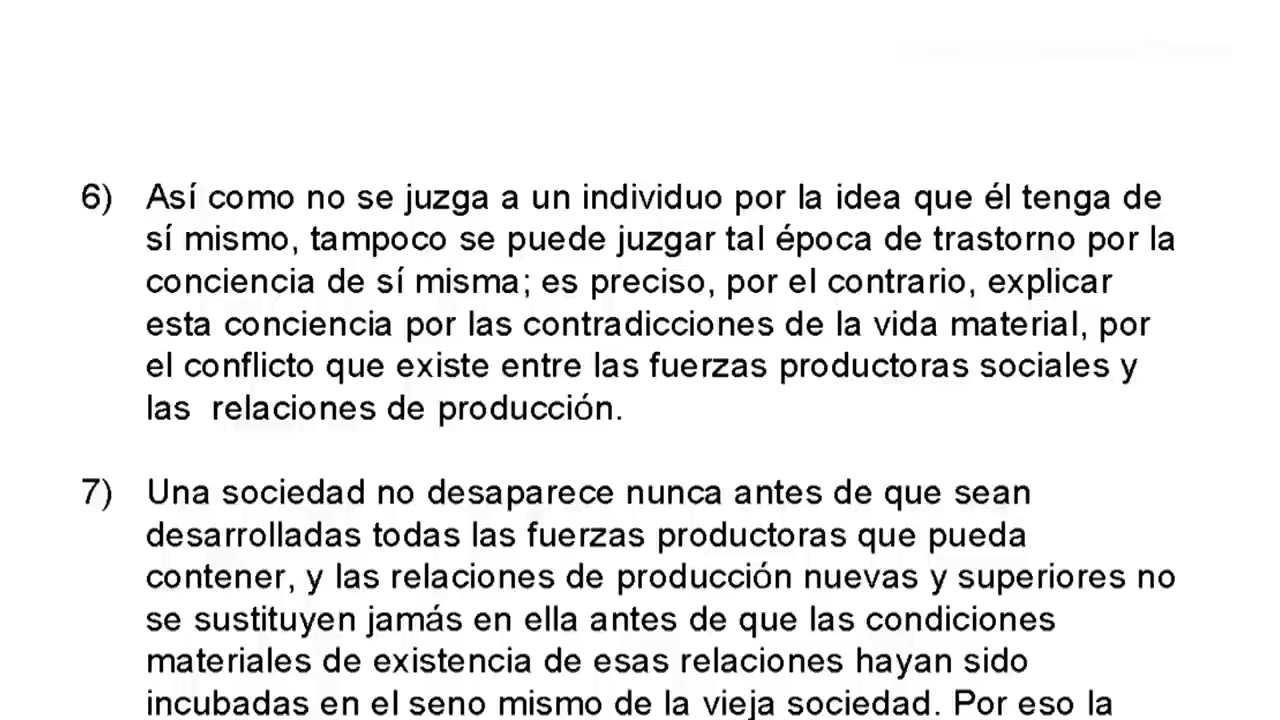 6) Así como no se juzga a un individuo por la idea que él tenga de
sí mismo, tampoco se puede juzgar tal época de trastorno por la
conciencia de sí misma; es preciso, por el contrario, explicar
esta conciencia por las contradicciones de la vida material, por
el conflicto que existe entre las fuerzas productoras sociales y
las relaciones de producción.
7) Una sociedad no desaparece nunca antes de que sean
desarrolladas todas las fuerzas productoras que pueda
contener, y las relaciones de producción nuevas y superiores no
se sustituyen jamás en ella antes de que las condiciones
materiales de existencia de esas relaciones hayan sido
incubadas en el seno mismo de la vieja sociedad. Por eso la